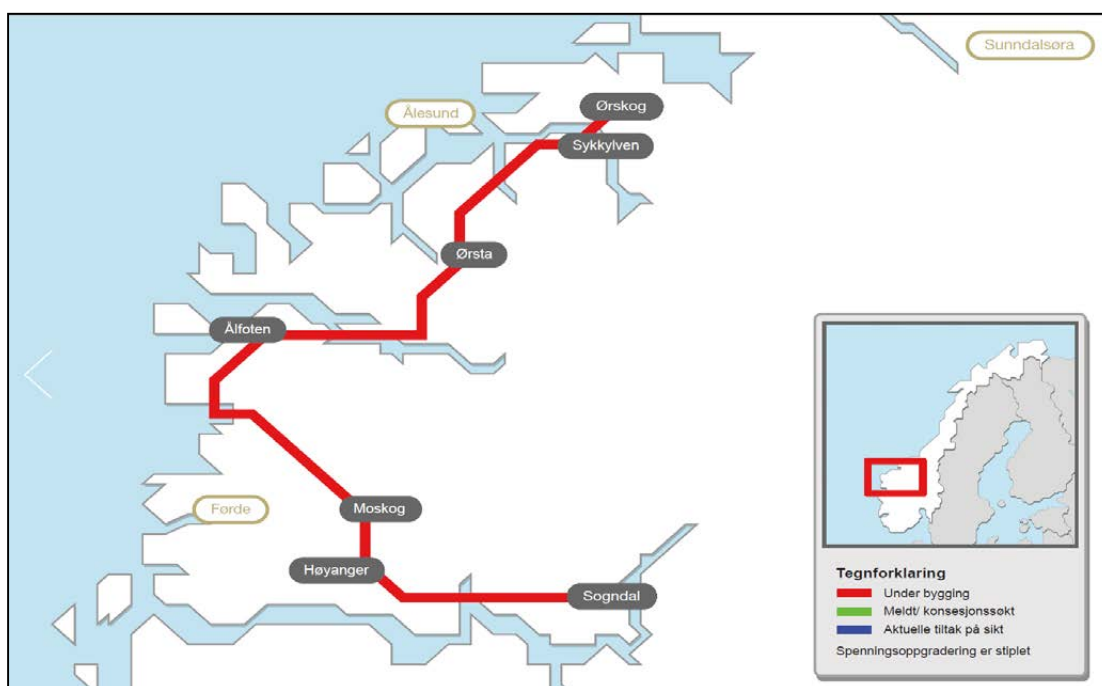 Sunndalsøra
Ørskog
Ålesund
Sykkylven
Ørsta
Ålfoten
Førde
Moskog
Høyanger
Sogndal
Tegnforklaring
Under bygging
Meldt/ konsesjonssøkt
Aktuelle tiltak på sikt
Spenningsoppgradering er stiplet